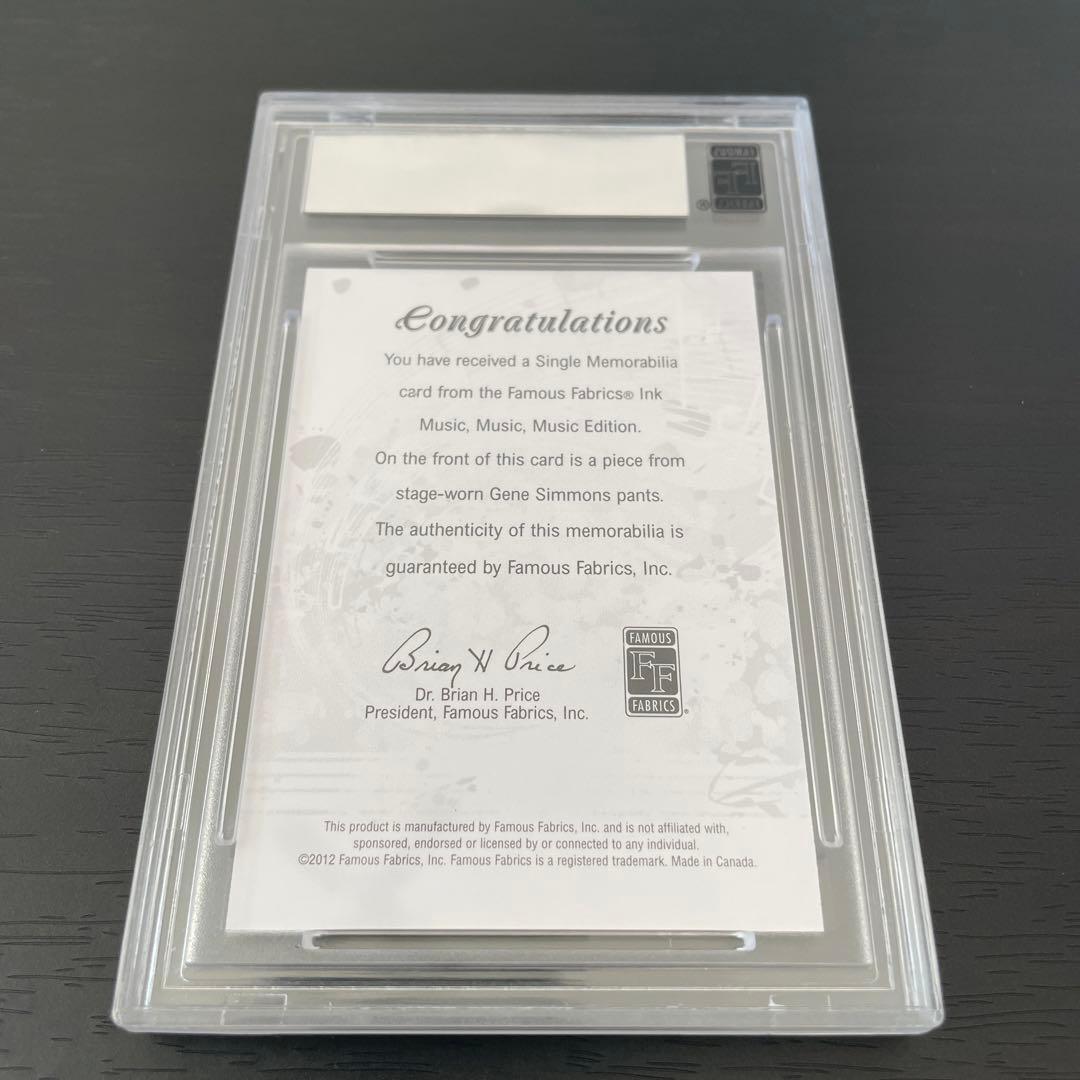 FAMOUS
FF
FABRICS®
Congratulations
You have received a Single Memorabilia
card from the Famous Fabrics® Ink
Music, Music, Music Edition.
On the front of this card is a piece from
stage-worn Gene Simmons pants.
The authenticity of this memorabilia is
guaranteed by Famous Fabrics, Inc.
Brian H Price
Dr. Brian H. Price
President, Famous Fabrics, Inc.
FAMOUS
FF
FABRICS®
This product is manufactured by Famous Fabrics, Inc. and is not affiliated with,
sponsored, endorsed or licensed by or connected to any individual.
©2012 Famous Fabrics, Inc. Famous Fabrics is a registered trademark. Made in Canada.